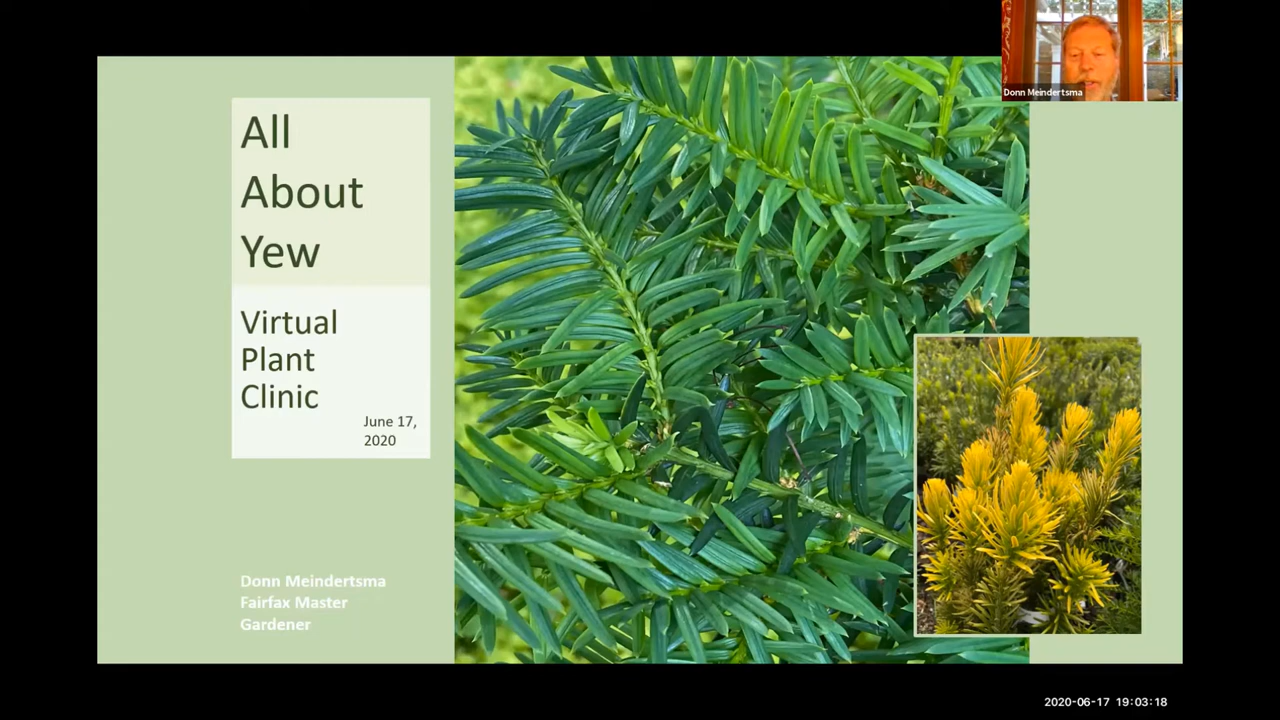 Donn Meindertsma
All
About
Yew
Virtual
Plant
Clinic
June 17,
2020
Donn Meindertsma
Fairfax Master
Gardener
2020-06-17 19:03:18